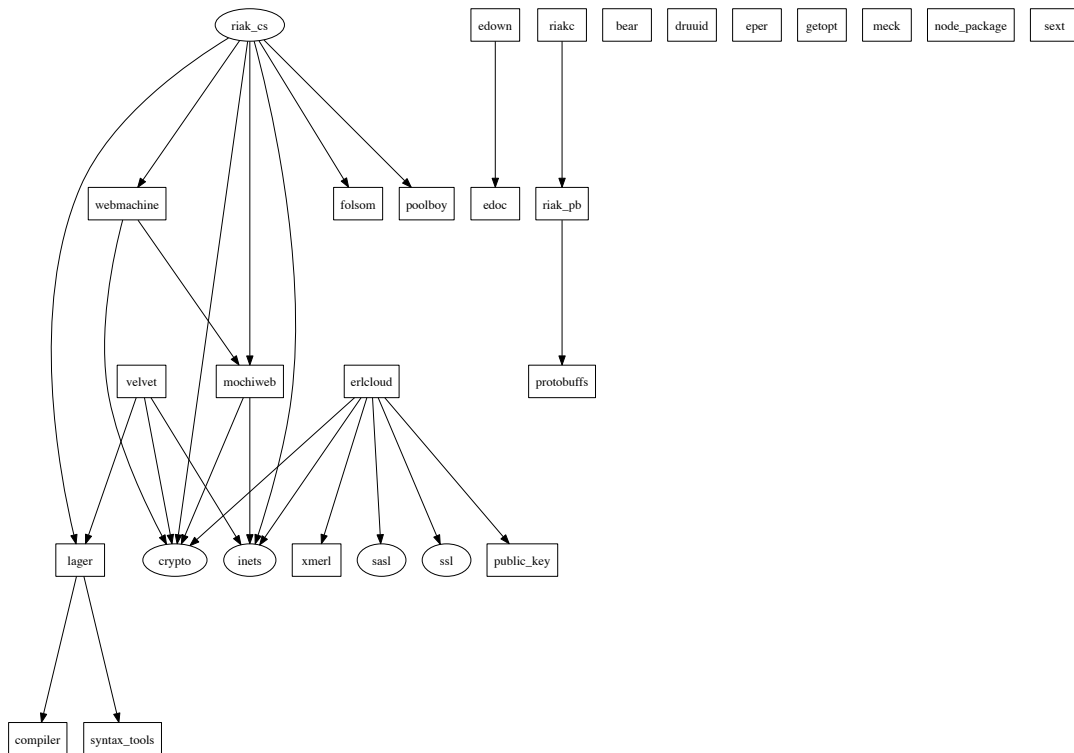 riak_cs
edown
riakc
bear
druuid
eper
getopt
meck
node_package
sext
webmachine
folsom
poolboy
edoc
riak_pb
velvet
mochiweb
erlcloud
protobuffs
lager
crypto
inets
xmerl
sasl
ssl
public_key
compiler
syntax_tools